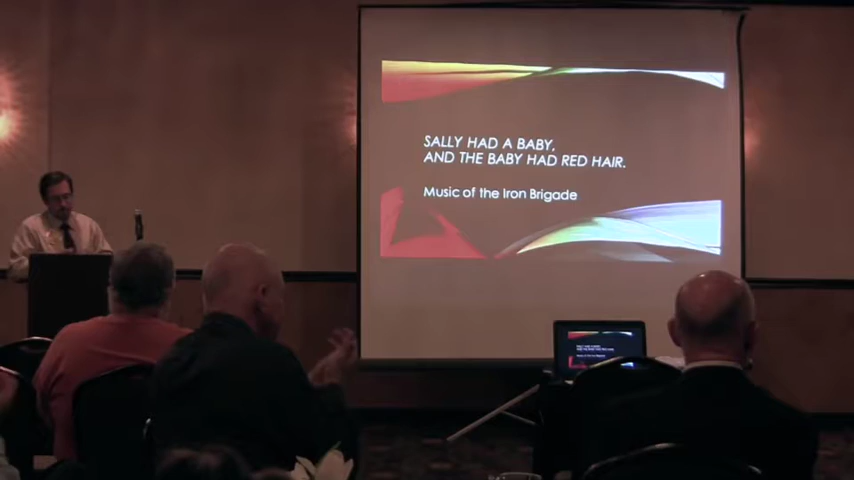 SALLY HAD A BABY,
AND THE BABY HAD RED HAIR.
Music of the Iron Brigade